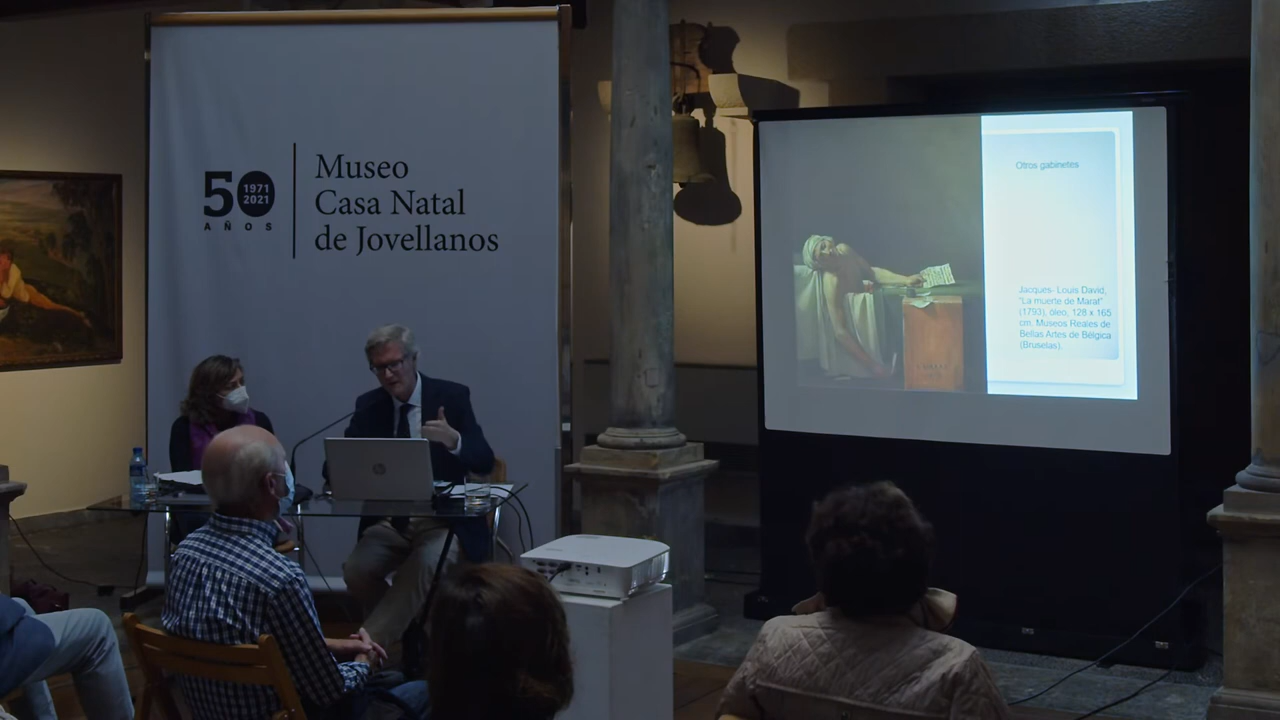 50
1971
2021
AÑOS
Museo
Casa Natal
de Jovellanos
Otros gabinetes
Jacques- Louis David,
"La muerte de Marat"
(1793), óleo, 128 x 165
cm. Museos Reales de
Bellas Artes de Bélgica
(Bruselas).
hp